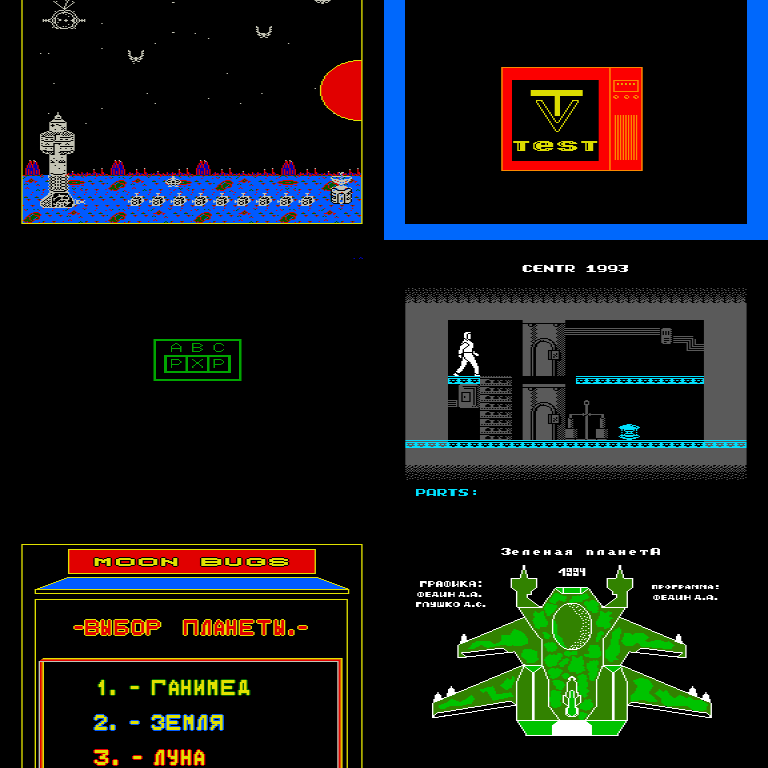 TesT
CENTR 1993
A B C
P X P
PARTS:
MOON BUGS
-ВЫБОР ПЛАНЕТЫ.-
1. - ГАНИМЕД
2. - ЗЕМЛЯ
3. - ЛУНА
Зеленая планетА
1994
ГРАФИКА:
ФЕДИН Д.А.
ГЛУШКО Д.С.
ПРОГРАММА:
ФЕДИН Д.А.